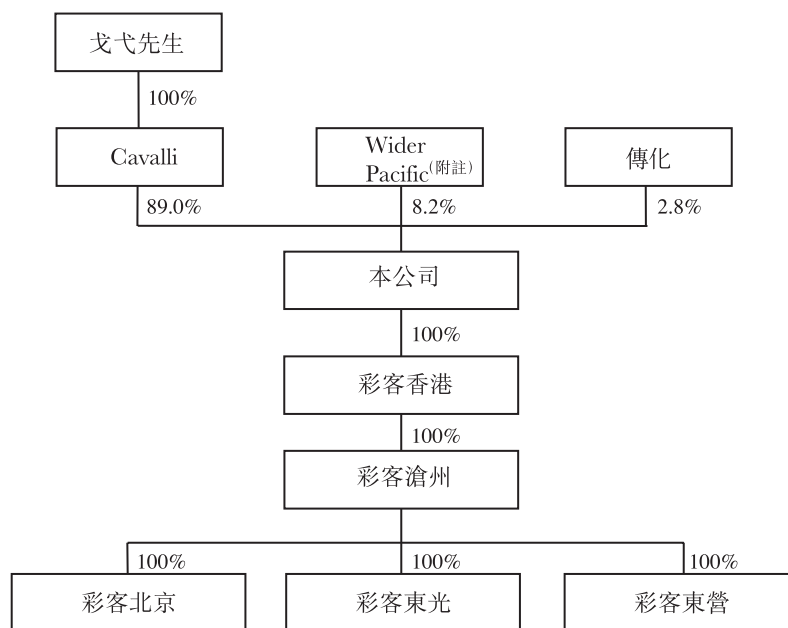 戈弋先生
100%
Cavalli
Wider
Pacific(附註)
傳化
89.0%
8.2%
2.8%
本公司
100%
彩客香港
100%
彩客滄州
100%
100%
100%
彩客北京
彩客東光
彩客東營